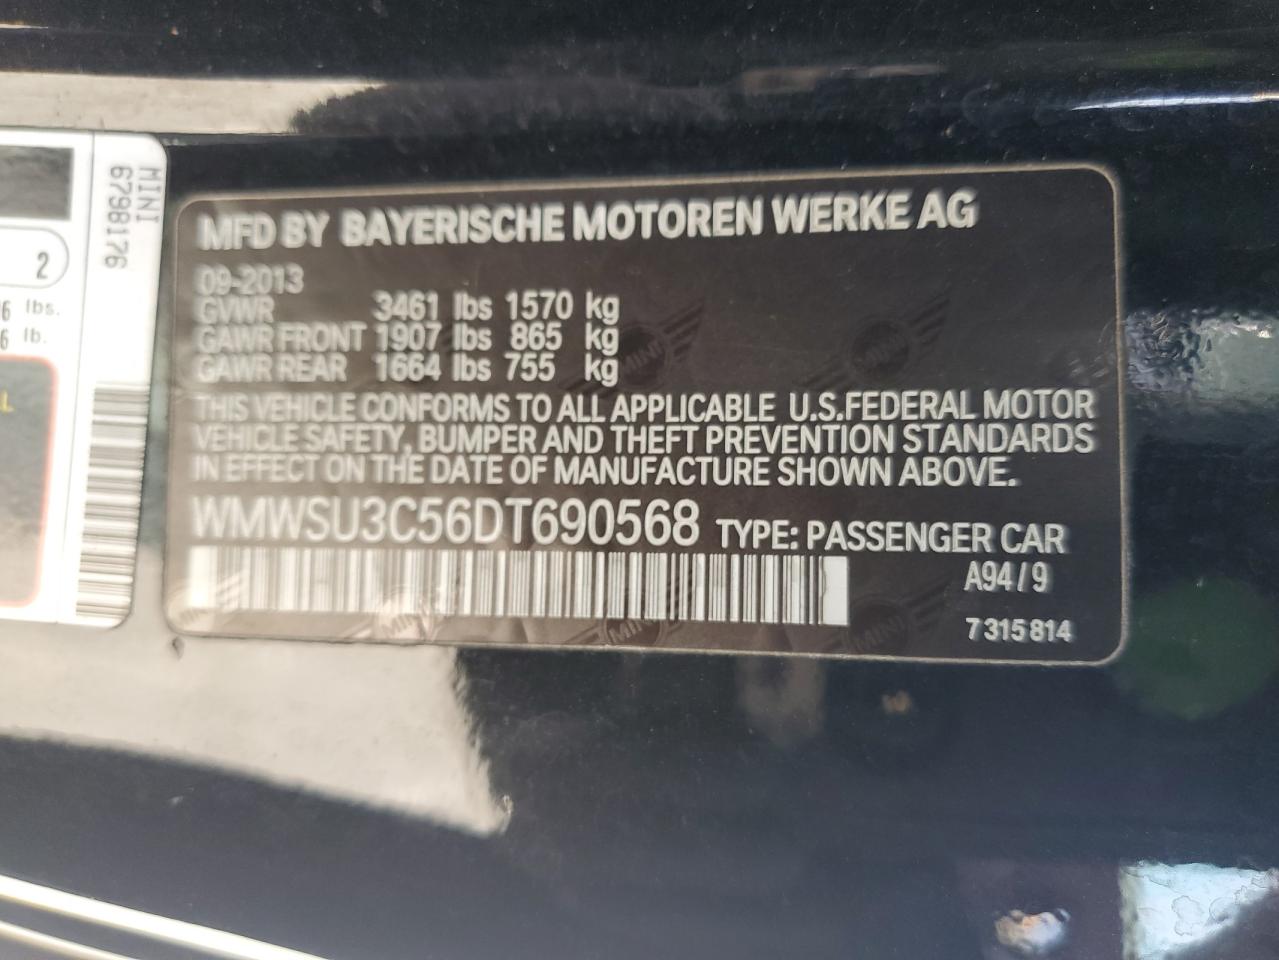 MINI
6798176
2
6 lbs.
6 lb.
L
MFD BY BAYERISCHE MOTOREN WERKE AG
09-2013
GVWR 3461 lbs 1570 kg
GAWR FRONT 1907 lbs 865 kg
GAWR REAR 1664 lbs 755 kg
THIS VEHICLE CONFORMS TO ALL APPLICABLE U.S.FEDERAL MOTOR
VEHICLE SAFETY, BUMPER AND THEFT PREVENTION STANDARDS
IN EFFECT ON THE DATE OF MANUFACTURE SHOWN ABOVE.
WMWSU3C56DT690568 TYPE: PASSENGER CAR
A94/9
7 315 814